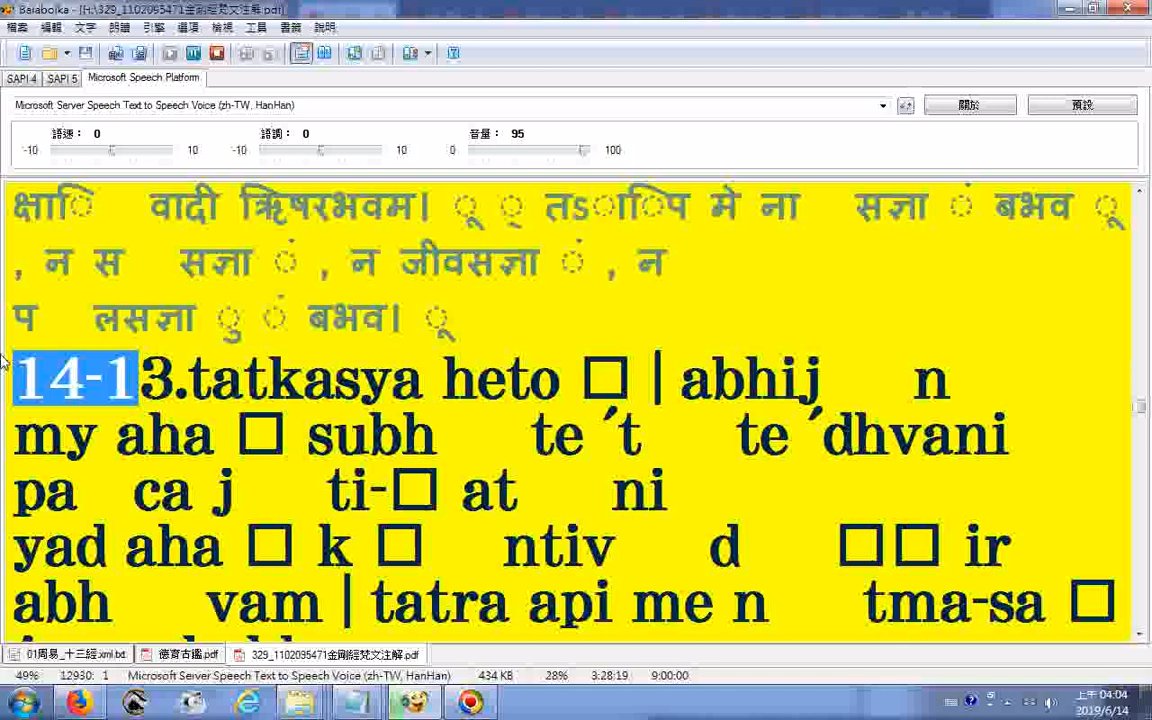 Balabolka - [H:\329_1102095471金剛經梵文注解.pdf]
檔案 編輯 文字 朗讀 引擎 選項 檢視 工具 書籤 說明
SAPI 4 SAPI 5 Microsoft Speech Platform
Microsoft Server Speech Text to Speech Voice (zh-TW, HanHan) 關於 預設
語速： 0 語調： 0 音量： 95
-10 10 -10 10 0 100
क्षाि वादी ऋिषरभवम। ू ् तऽािप मे ना सज्ञा ं बभव ू
, न स सज्ञा ं , न जीवसज्ञा ं , न
प लसज्ञा ु ं बभव। ू
14-13.tatkasya heto □ | abhij n
my aha □ subh te ´t te ´dhvani
pa ca j ti-□ at ni
yad aha □ k □ ntiv d □□ ir
abh vam | tatra api me n tma-sa □
01周易_十三經.xml.txt 德育古鑑.pdf 329_1102095471金剛經梵文注解.pdf
49% 12930: 1 Microsoft Server Speech Text to Speech Voice (zh-TW, HanHan) 434 KB 28% 3:28:19 9:00:00
上午 04:04
2019/6/14